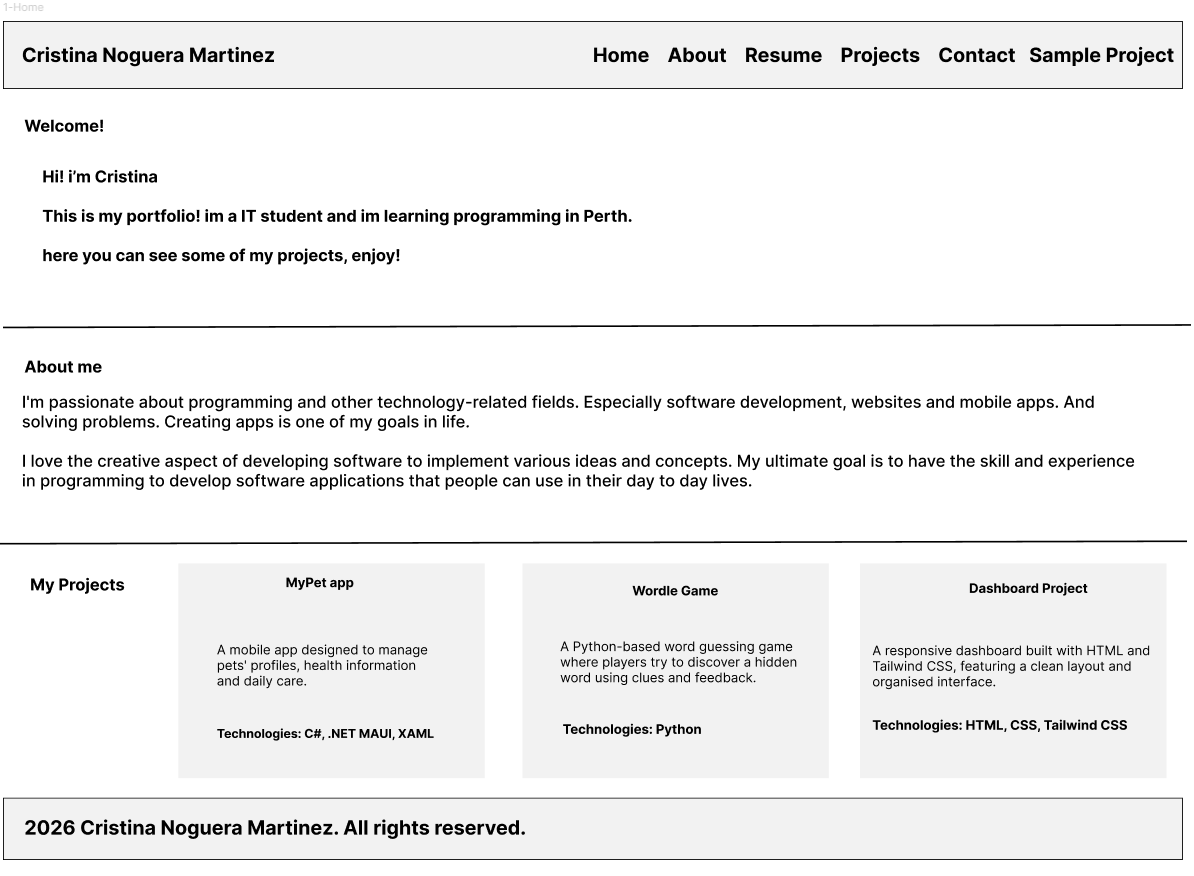 1-Home
Cristina Noguera Martinez
Home About Resume Projects Contact Sample Project
Welcome!
Hi! i’m Cristina
This is my portfolio! im a IT student and im learning programming in Perth.
here you can see some of my projects, enjoy!
About me
I'm passionate about programming and other technology-related fields. Especially software development, websites and mobile apps. And
solving problems. Creating apps is one of my goals in life.
I love the creative aspect of developing software to implement various ideas and concepts. My ultimate goal is to have the skill and experience
in programming to develop software applications that people can use in their day to day lives.
My Projects
MyPet app
A mobile app designed to manage
pets' profiles, health information
and daily care.
Technologies: C#, .NET MAUI, XAML
Wordle Game
A Python-based word guessing game
where players try to discover a hidden
word using clues and feedback.
Technologies: Python
Dashboard Project
A responsive dashboard built with HTML and
Tailwind CSS, featuring a clean layout and
organised interface.
Technologies: HTML, CSS, Tailwind CSS
2026 Cristina Noguera Martinez. All rights reserved.